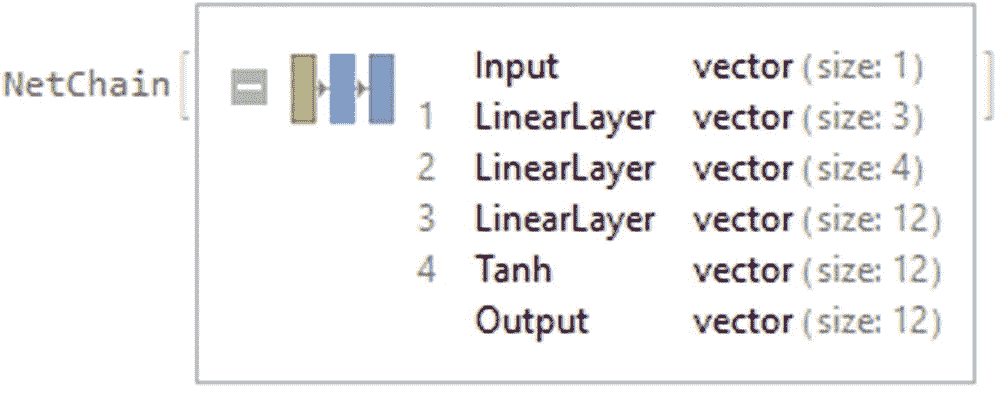 NetChain[
Input vector (size: 1)
1 LinearLayer vector (size: 3)
2 LinearLayer vector (size: 4)
3 LinearLayer vector (size: 12)
4 Tanh vector (size: 12)
Output vector (size: 12)
]